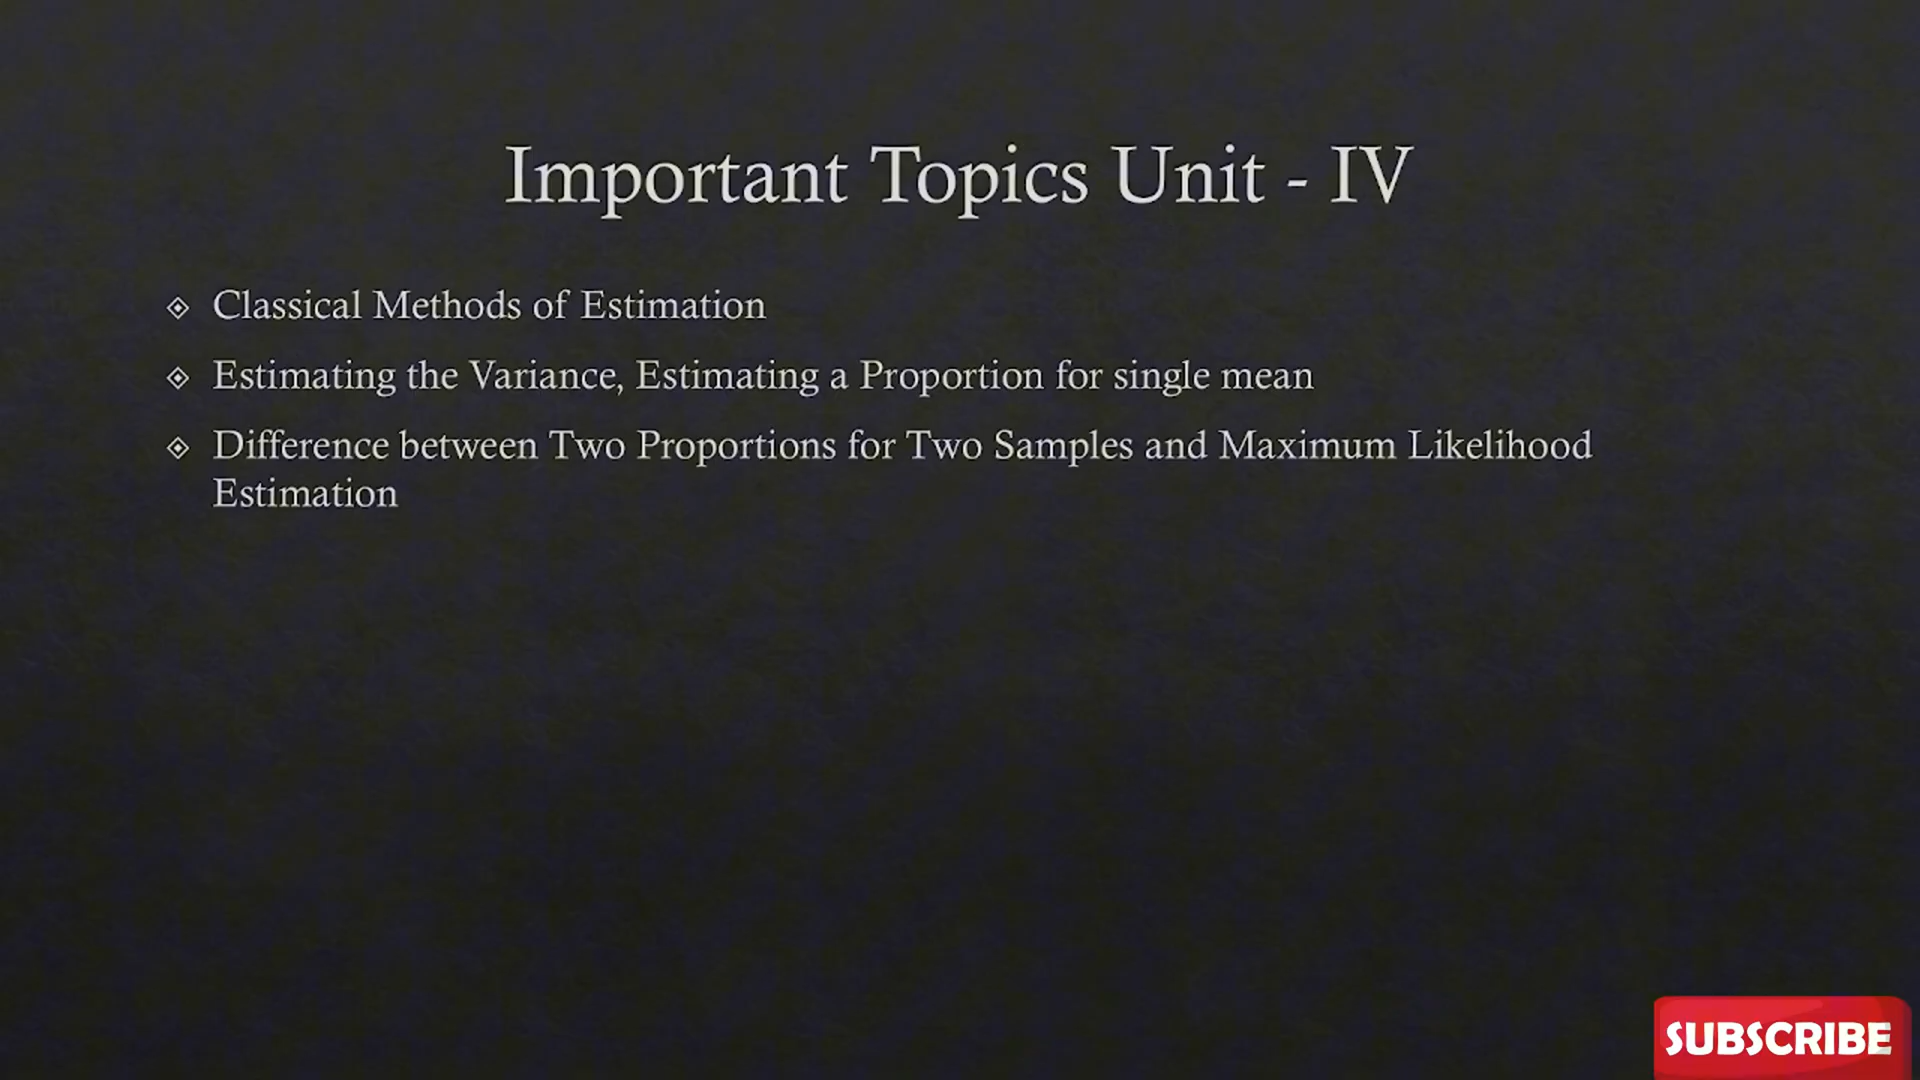 Important Topics Unit - IV
Classical Methods of Estimation
Estimating the Variance, Estimating a Proportion for single mean
Difference between Two Proportions for Two Samples and Maximum Likelihood
Estimation
SUBSCRIBE